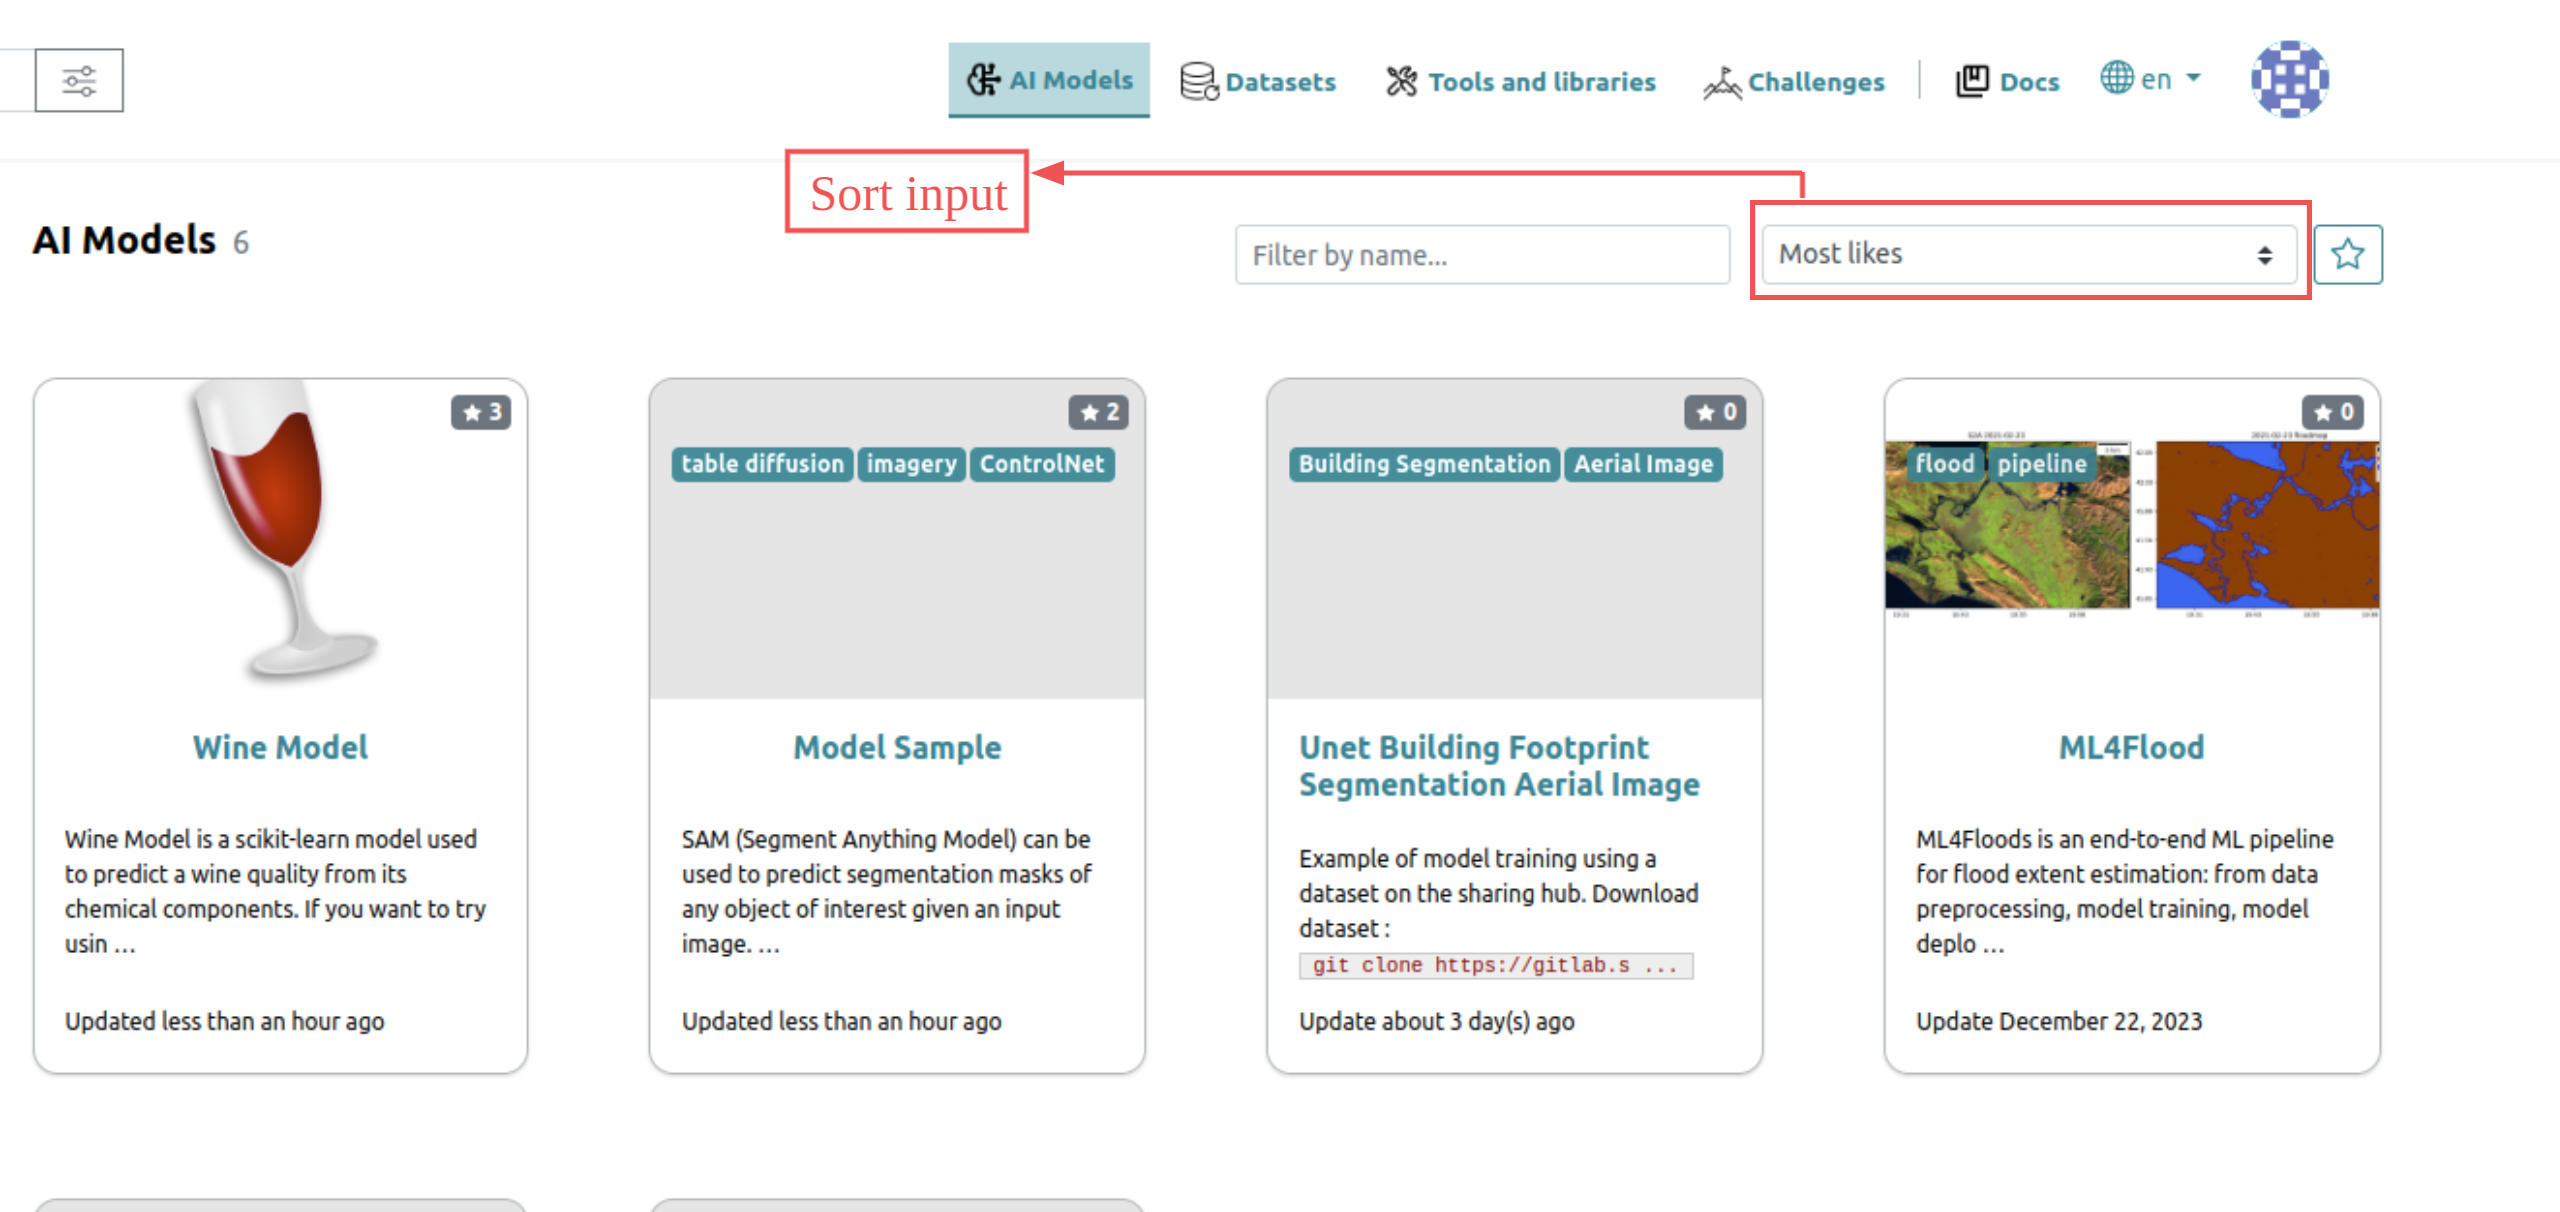 AI Models
Datasets
Tools and libraries
Challenges
Docs
en
Sort input
AI Models 6
Filter by name...
Most likes
3
2
0
0
table diffusion imagery ControlNet
Building Segmentation Aerial Image
flood pipeline
Wine Model
Wine Model is a scikit-learn model used
to predict a wine quality from its
chemical components. If you want to try
usin ...
Updated less than an hour ago
Model Sample
SAM (Segment Anything Model) can be
used to predict segmentation masks of
any object of interest given an input
image. ...
Updated less than an hour ago
Unet Building Footprint
Segmentation Aerial Image
Example of model training using a
dataset on the sharing hub. Download
dataset :
git clone https://gitlab.s ...
Update about 3 day(s) ago
ML4Flood
ML4Floods is an end-to-end ML pipeline
for flood extent estimation: from data
preprocessing, model training, model
deplo ...
Update December 22, 2023